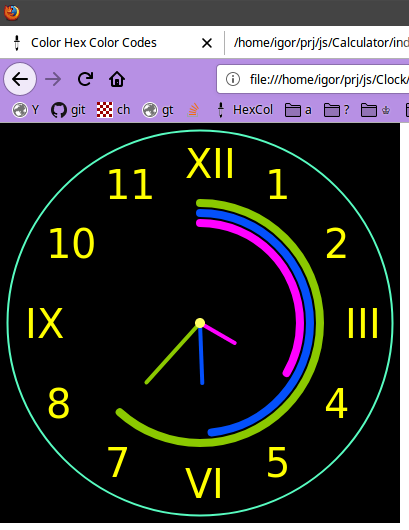 Color Hex Color Codes /home/igor/prj/js/Calculator/ind
file:///home/igor/prj/js/Clock/
Y git ch gt HexCol a ?
XII
11 1
10 2
IX III
8 4
7 5
VI